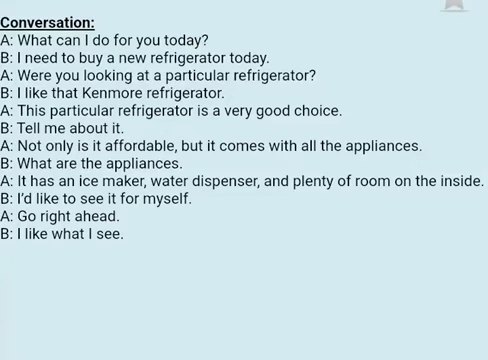 Conversation:
A: What can I do for you today?
B: I need to buy a new refrigerator today.
A: Were you looking at a particular refrigerator?
B: I like that Kenmore refrigerator.
A: This particular refrigerator is a very good choice.
B: Tell me about it.
A: Not only is it affordable, but it comes with all the appliances.
B: What are the appliances.
A: It has an ice maker, water dispenser, and plenty of room on the inside.
B: I'd like to see it for myself.
A: Go right ahead.
B: I like what I see.